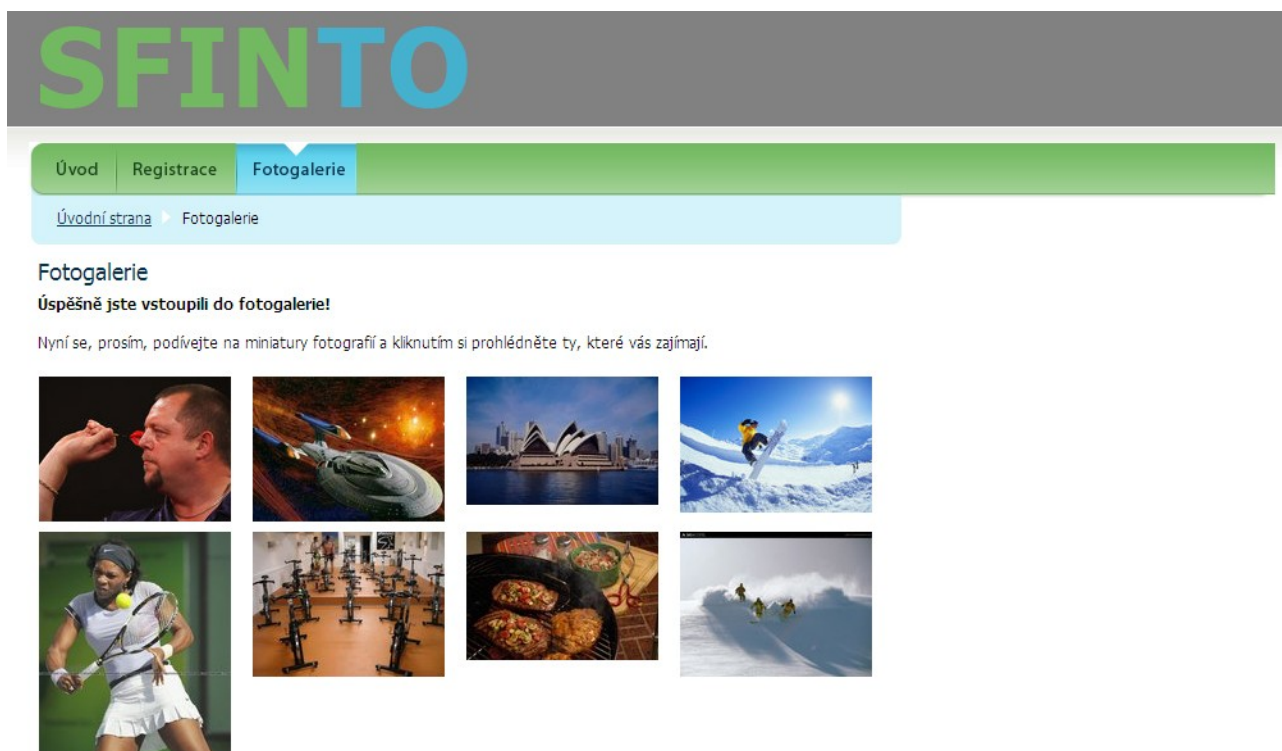 SFINTO
Úvod Registrace Fotogalerie
Úvodní strana Fotogalerie
Fotogalerie
Úspěšně jste vstoupili do fotogalerie!
Nyní se, prosím, podívejte na miniatury fotografií a kliknutím si prohlédněte ty, které vás zajímají.